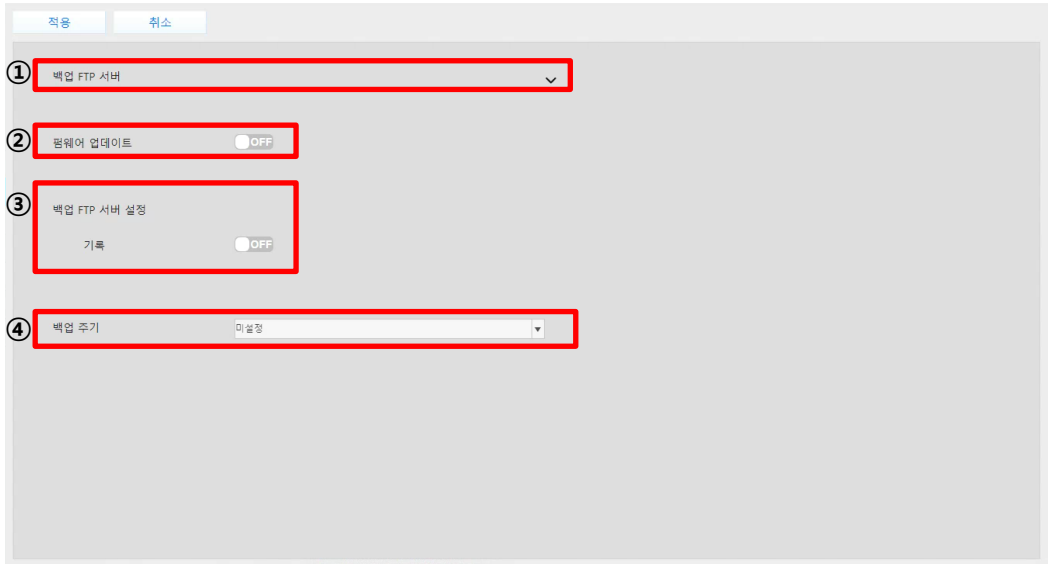 적용 취소
① 백업 FTP 서버
② 펌웨어 업데이트 OFF
③ 백업 FTP 서버 설정
기록 OFF
④ 백업 주기 미설정